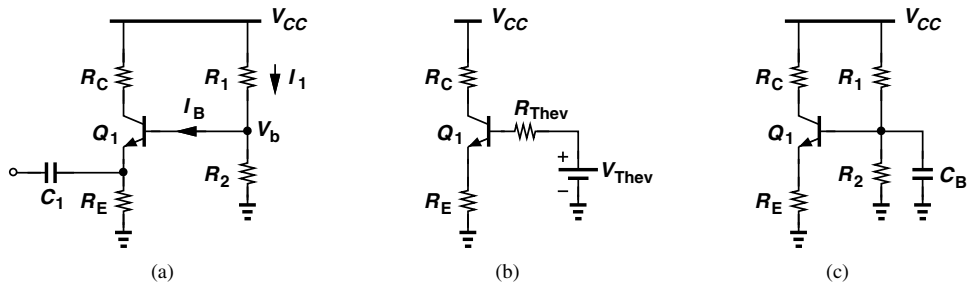 V_CC
R_C
R_1
I_1
I_B
Q_1
V_b
C_1
R_2
R_E
(a)
V_CC
R_C
R_Thev
Q_1
+
V_Thev
−
R_E
(b)
V_CC
R_C
R_1
Q_1
R_2
C_B
R_E
(c)